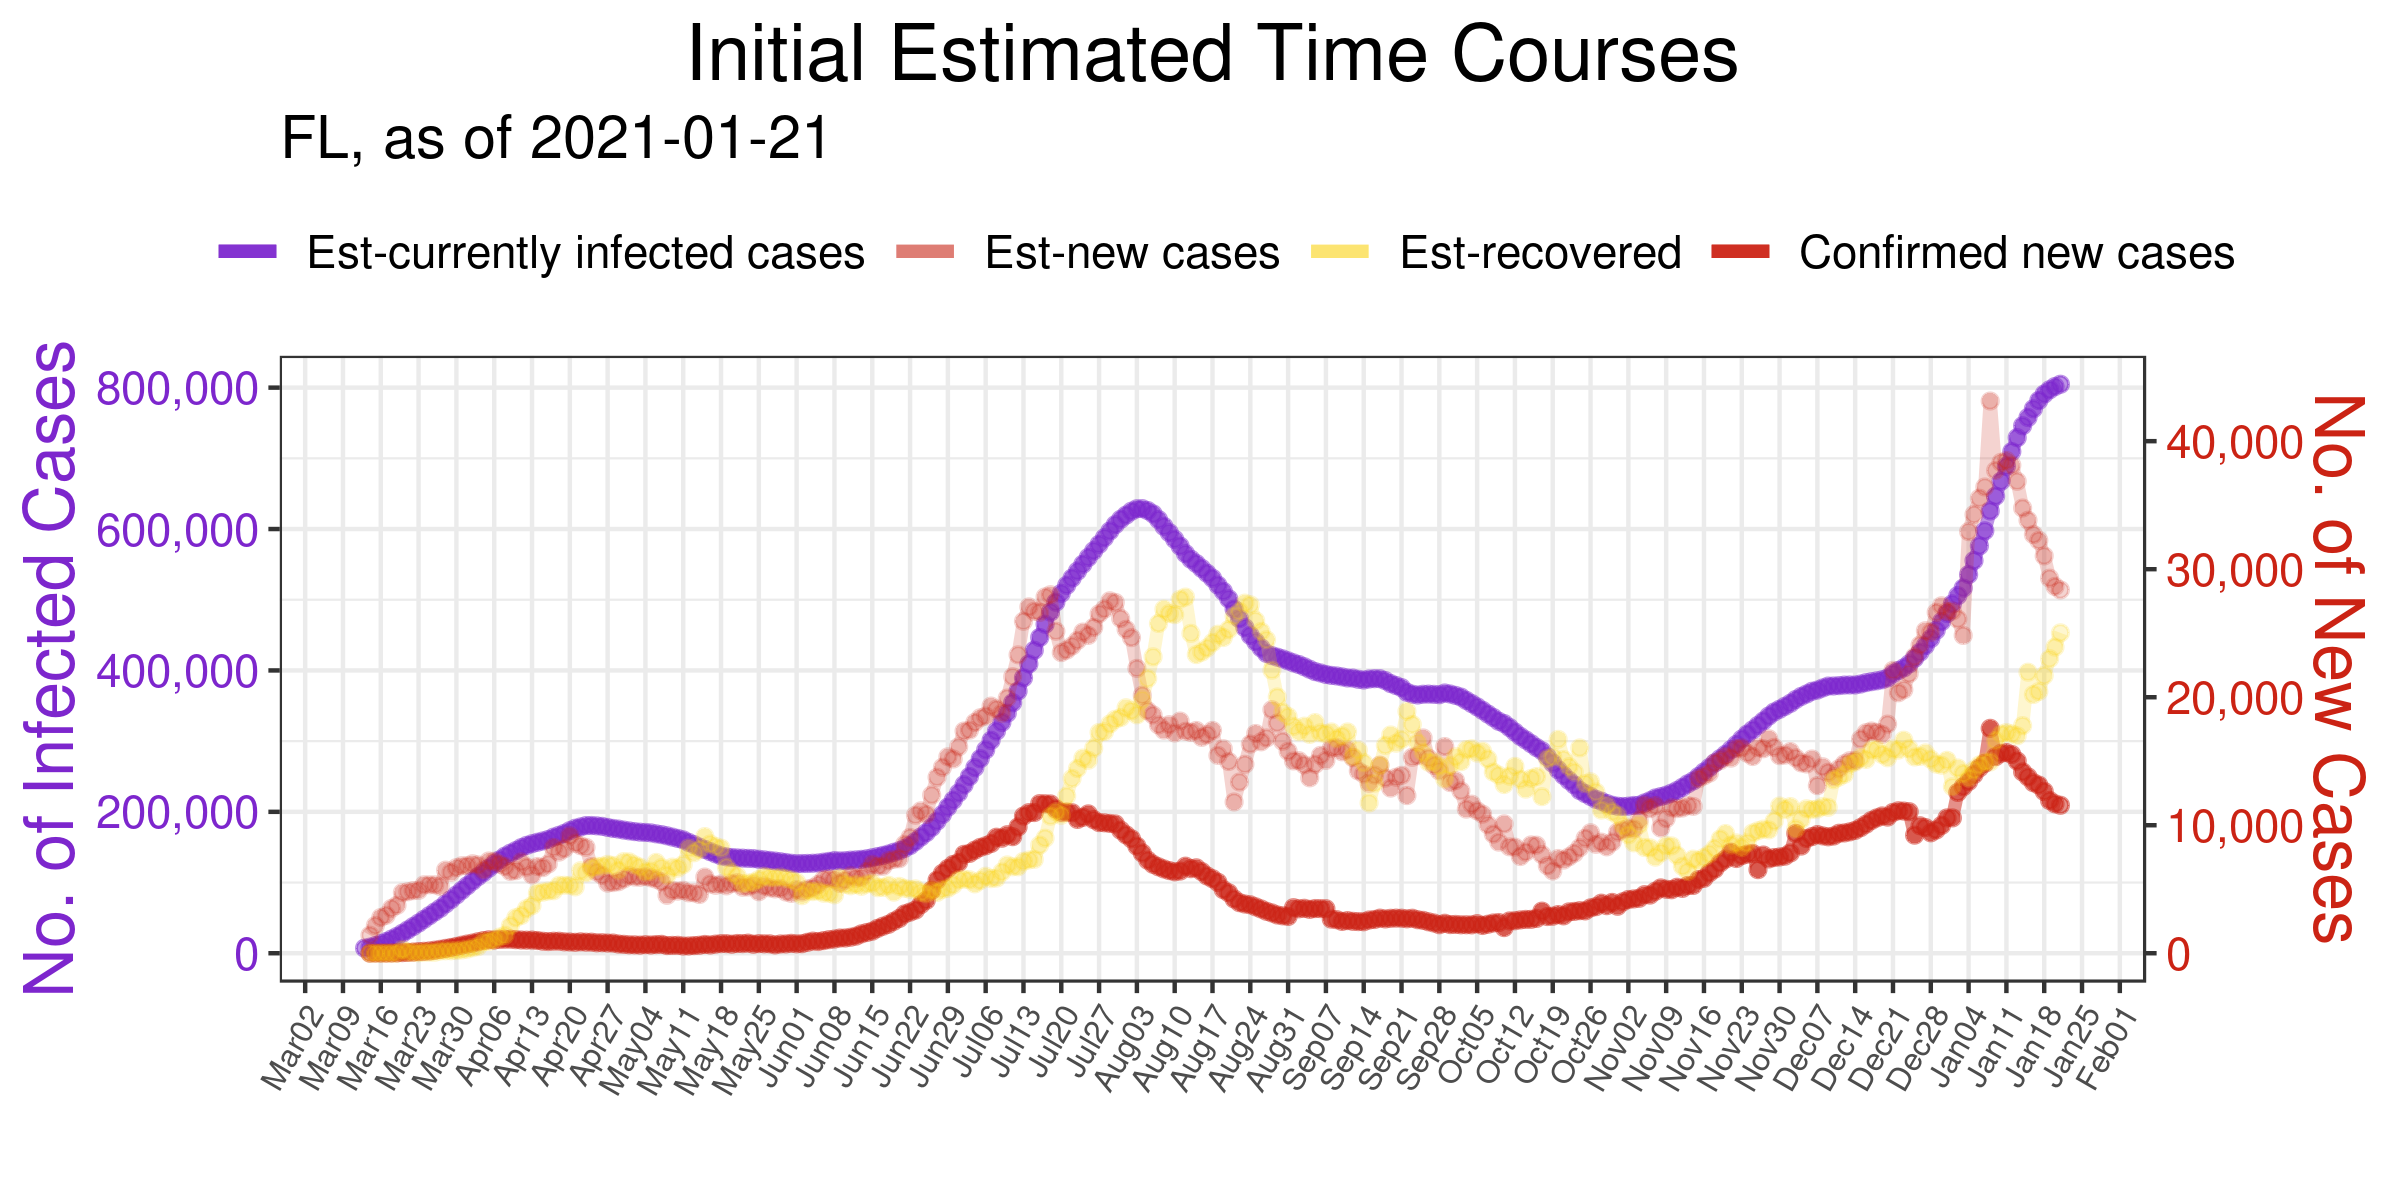 Initial Estimated Time Courses
FL, as of 2021-01-21
Est-currently infected cases Est-new cases Est-recovered Confirmed new cases
No. of Infected Cases
800,000
600,000
400,000
200,000
0
40,000
30,000
20,000
10,000
0
No. of New Cases
Mar02 Mar09 Mar16 Mar23 Mar30 Apr06 Apr13 Apr20 Apr27 May04 May11 May18 May25 Jun01 Jun08 Jun15 Jun22 Jun29 Jul06 Jul13 Jul20 Jul27 Aug03 Aug10 Aug17 Aug24 Aug31 Sep07 Sep14 Sep21 Sep28 Oct05 Oct12 Oct19 Oct26 Nov02 Nov09 Nov16 Nov23 Nov30 Dec07 Dec14 Dec21 Dec28 Jan04 Jan11 Jan18 Jan25 Feb01